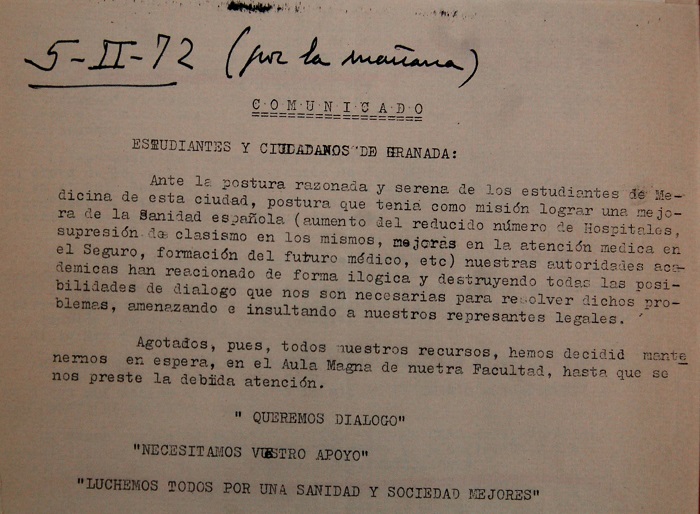 5-II-72 (por la mañana)
COMUNICADO
ESTUDIANTES Y CIUDADANOS DE GRANADA:
Ante la postura razonada y serena de los estudiantes de Me-
dicina de esta ciudad, postura que tenia como misión lograr una mejo-
ra de la Sanidad española (aumento del reducido número de Hospitales,
supresión de clasismo en los mismos, mejoras en la atención medica en
el Seguro, formación del futuro médico, etc) nuestras autoridades aca-
demicas han reacionado de forma ilogica y destruyendo todas las posi-
bilidades de dialogo que nos son necesarias para resolver dichos pro-
blemas, amenazando e insultando a nuestros represantes legales.
Agotados, pues, todos nuestros recursos, hemos decidid mante
nernos en espera, en el Aula Magna de nuetra Facultad, hasta que se
nos preste la debida atención.
" QUEREMOS DIALOGO"
"NECESITAMOS VUESTRO APOYO"
"LUCHEMOS TODOS POR UNA SANIDAD Y SOCIEDAD MEJORES"